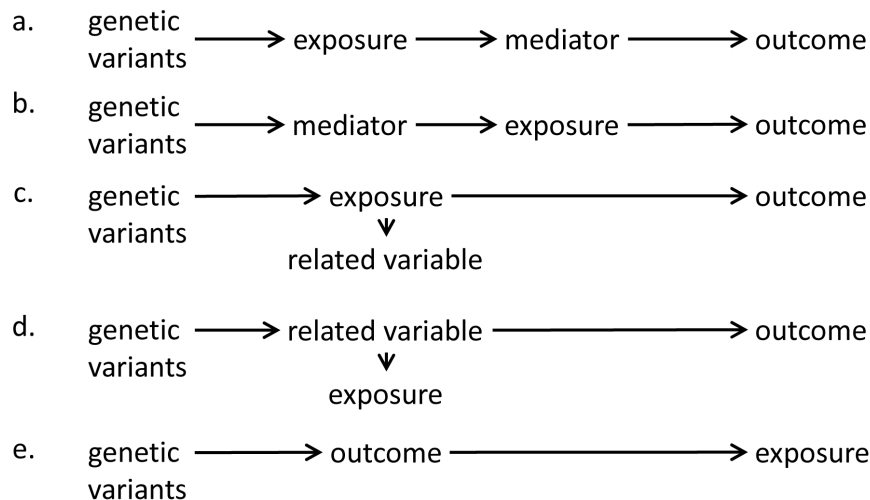 a. genetic variants exposure mediator outcome
b. genetic variants mediator exposure outcome
c. genetic variants exposure outcome
related variable
d. genetic variants related variable outcome
exposure
e. genetic variants outcome exposure